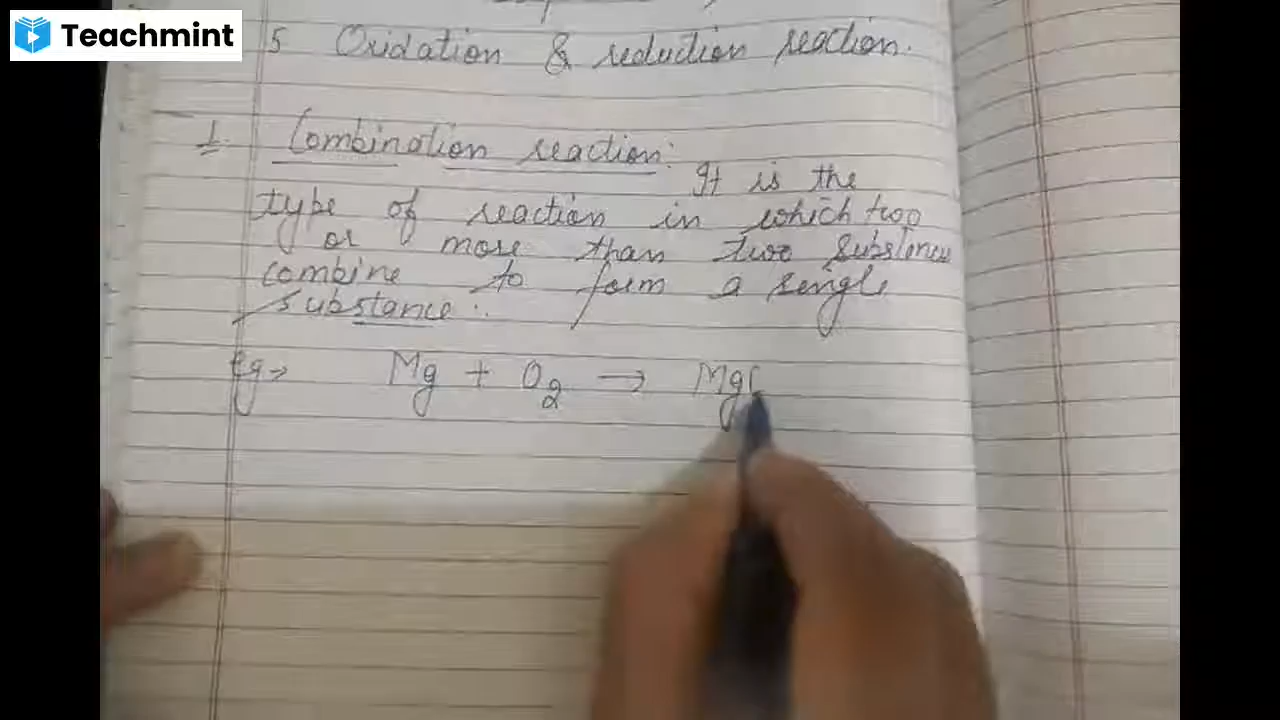 Teachmint
5 Oxidation & reduction reaction.
1. Combination reaction:
It is the
type of reaction in which two
or more than two substances
combine to form a single
substance:.
Eg→ Mg + O2 → Mg